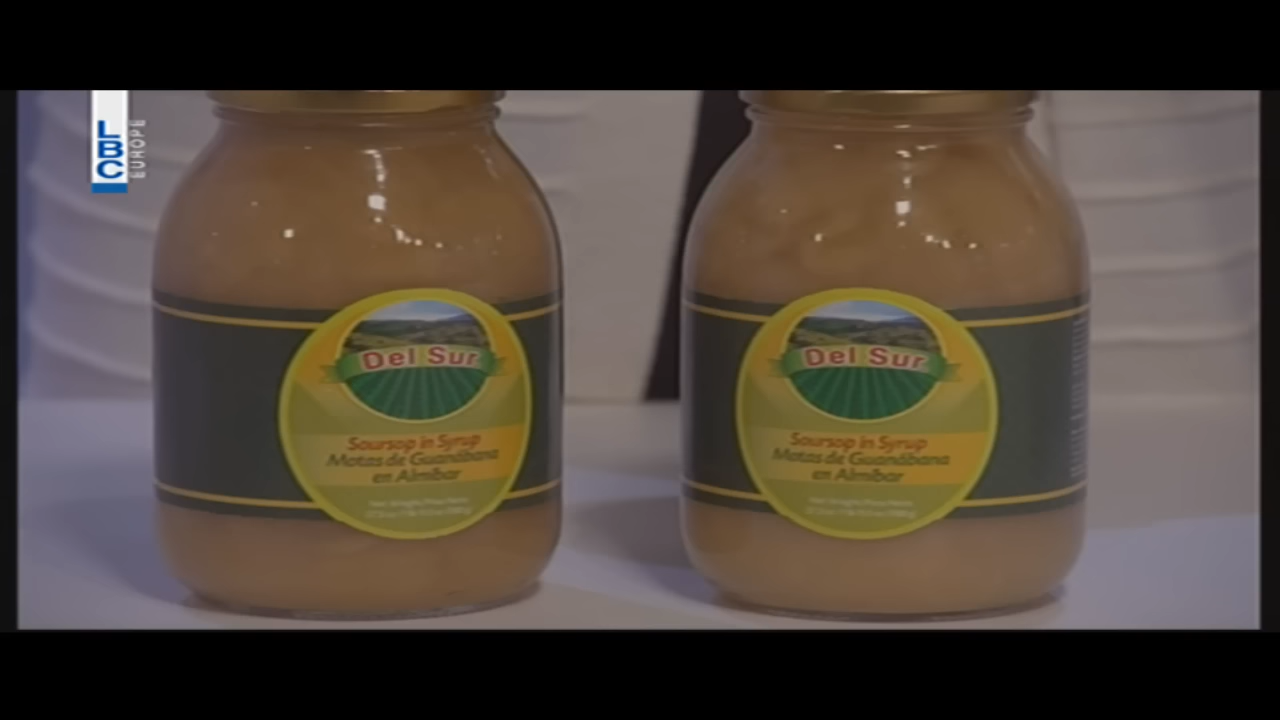 LBC
EUROPE
Del Sur
Soursop in Syrup
Motas de Guanábana
en Almíbar
Del Sur
Soursop in Syrup
Motas de Guanábana
en Almíbar